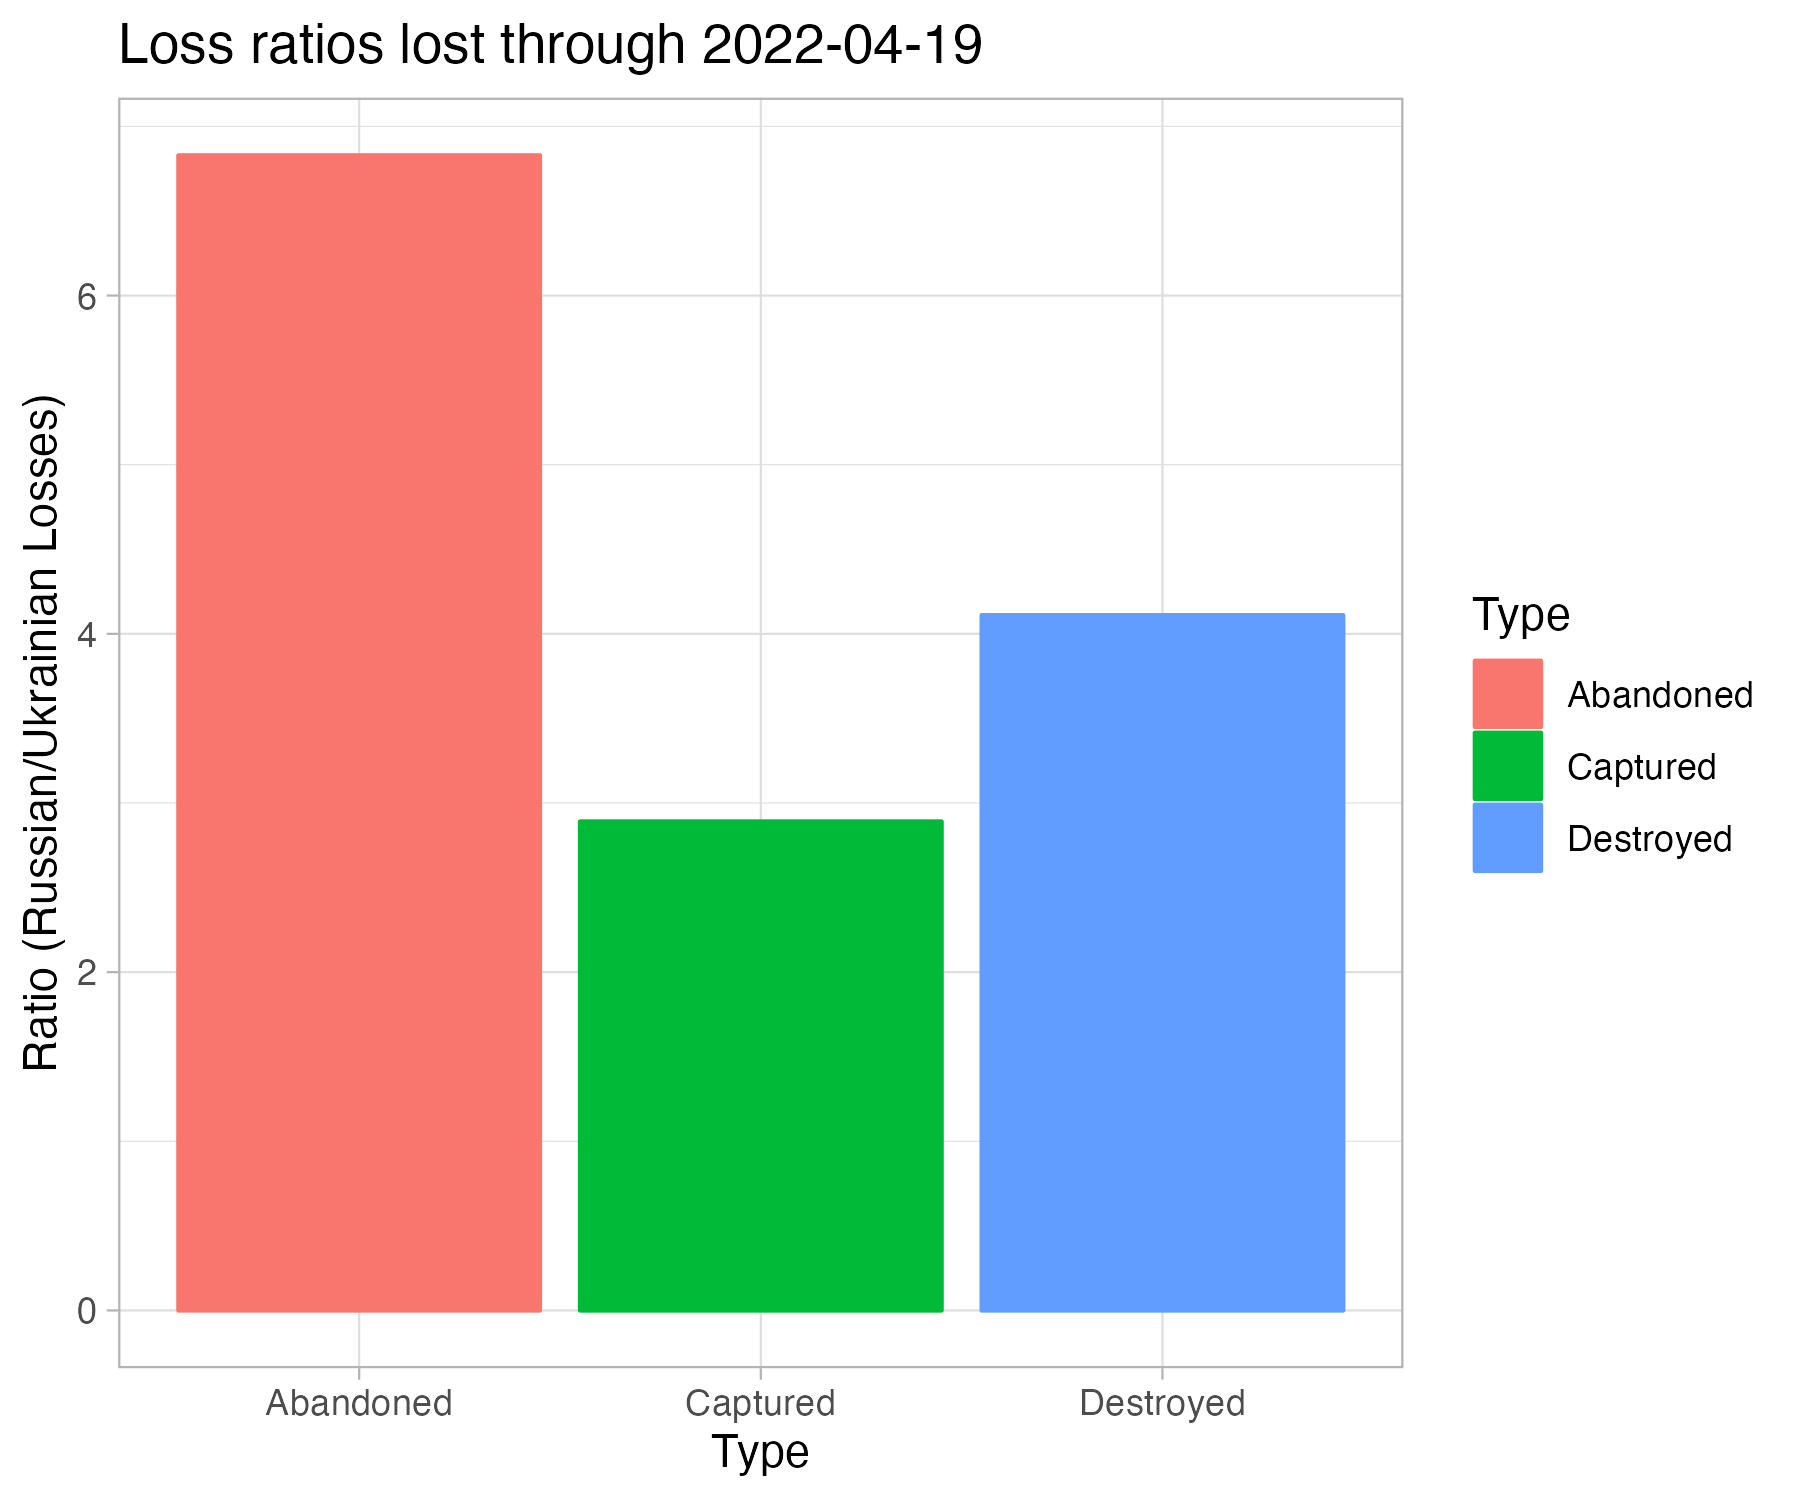 Loss ratios lost through 2022-04-19
Ratio (Russian/Ukrainian Losses)
6
4
2
0
Abandoned
Captured
Destroyed
Type
Type
Abandoned
Captured
Destroyed